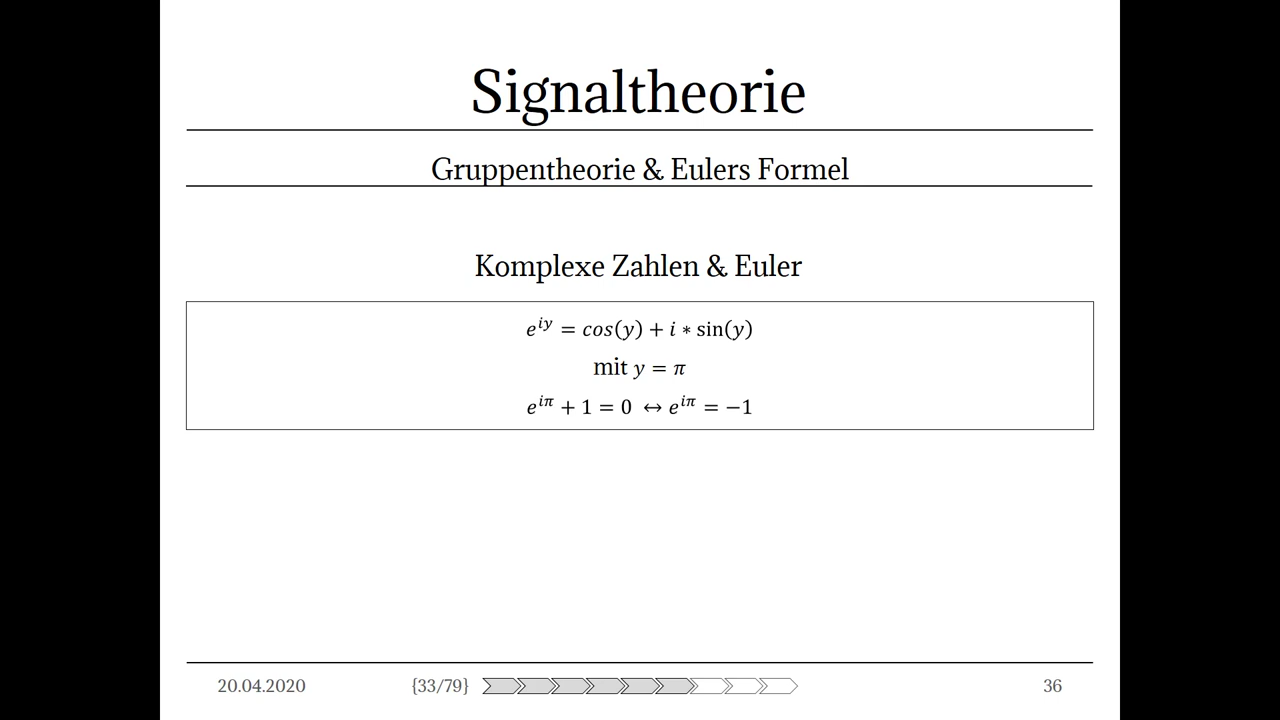 Signaltheorie
Gruppentheorie & Eulers Formel
Komplexe Zahlen & Euler
e^{iy} = cos(y) + i * sin(y)
mit y = π
e^{iπ} + 1 = 0 ↔ e^{iπ} = −1
20.04.2020 {33/79} 36